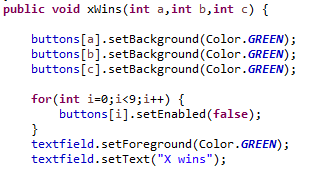 public void xWins(int a,int b,int c) {
buttons[a].setBackground(Color.GREEN);
buttons[b].setBackground(Color.GREEN);
buttons[c].setBackground(Color.GREEN);
for(int i=0;i<9;i++) {
buttons[i].setEnabled(false);
}
textfield.setForeground(Color.GREEN);
textfield.setText("X wins");